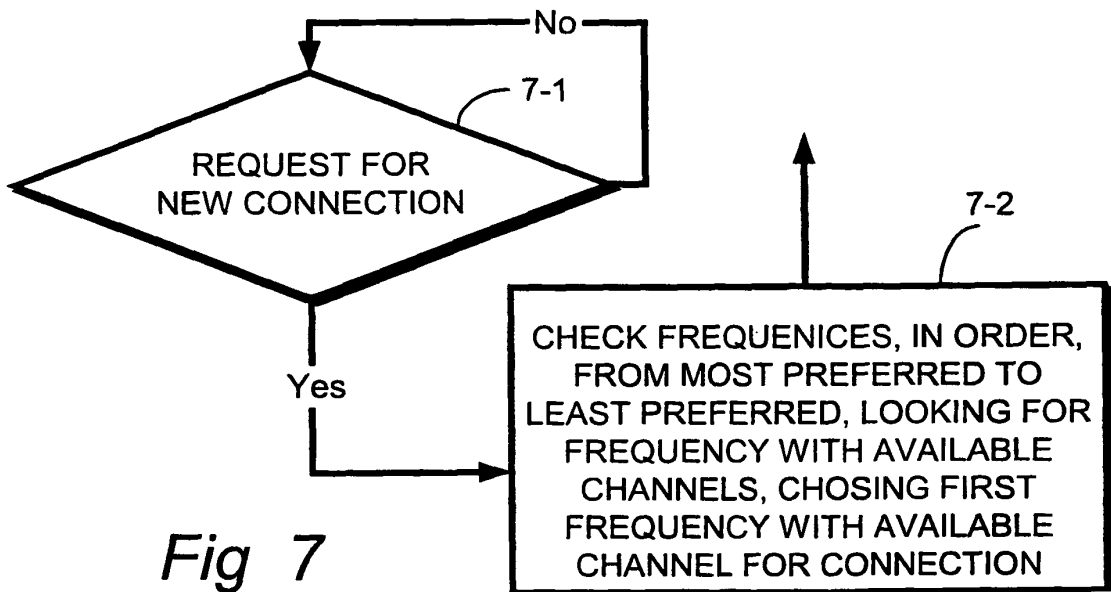 No
7-1
REQUEST FOR
NEW CONNECTION
7-2
Yes
CHECK FREQUENICES, IN ORDER,
FROM MOST PREFERRED TO
LEAST PREFERRED, LOOKING FOR
FREQUENCY WITH AVAILABLE
CHANNELS, CHOSING FIRST
FREQUENCY WITH AVAILABLE
CHANNEL FOR CONNECTION
Fig 7